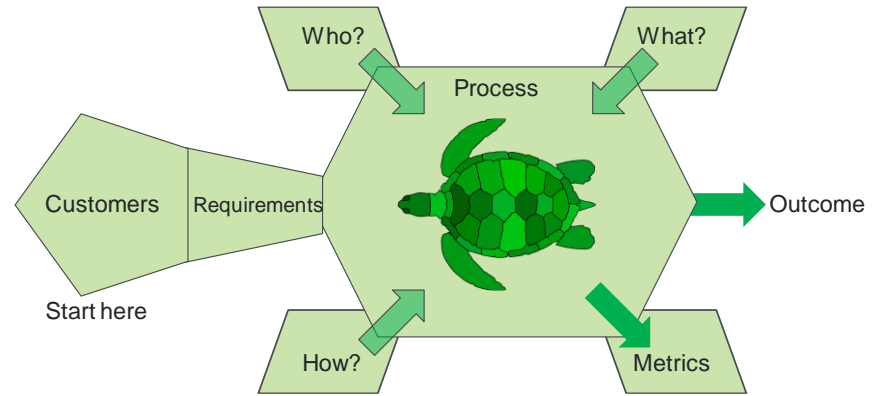 Who?
What?
Process
Customers
Requirements
Outcome
Start here
How?
Metrics